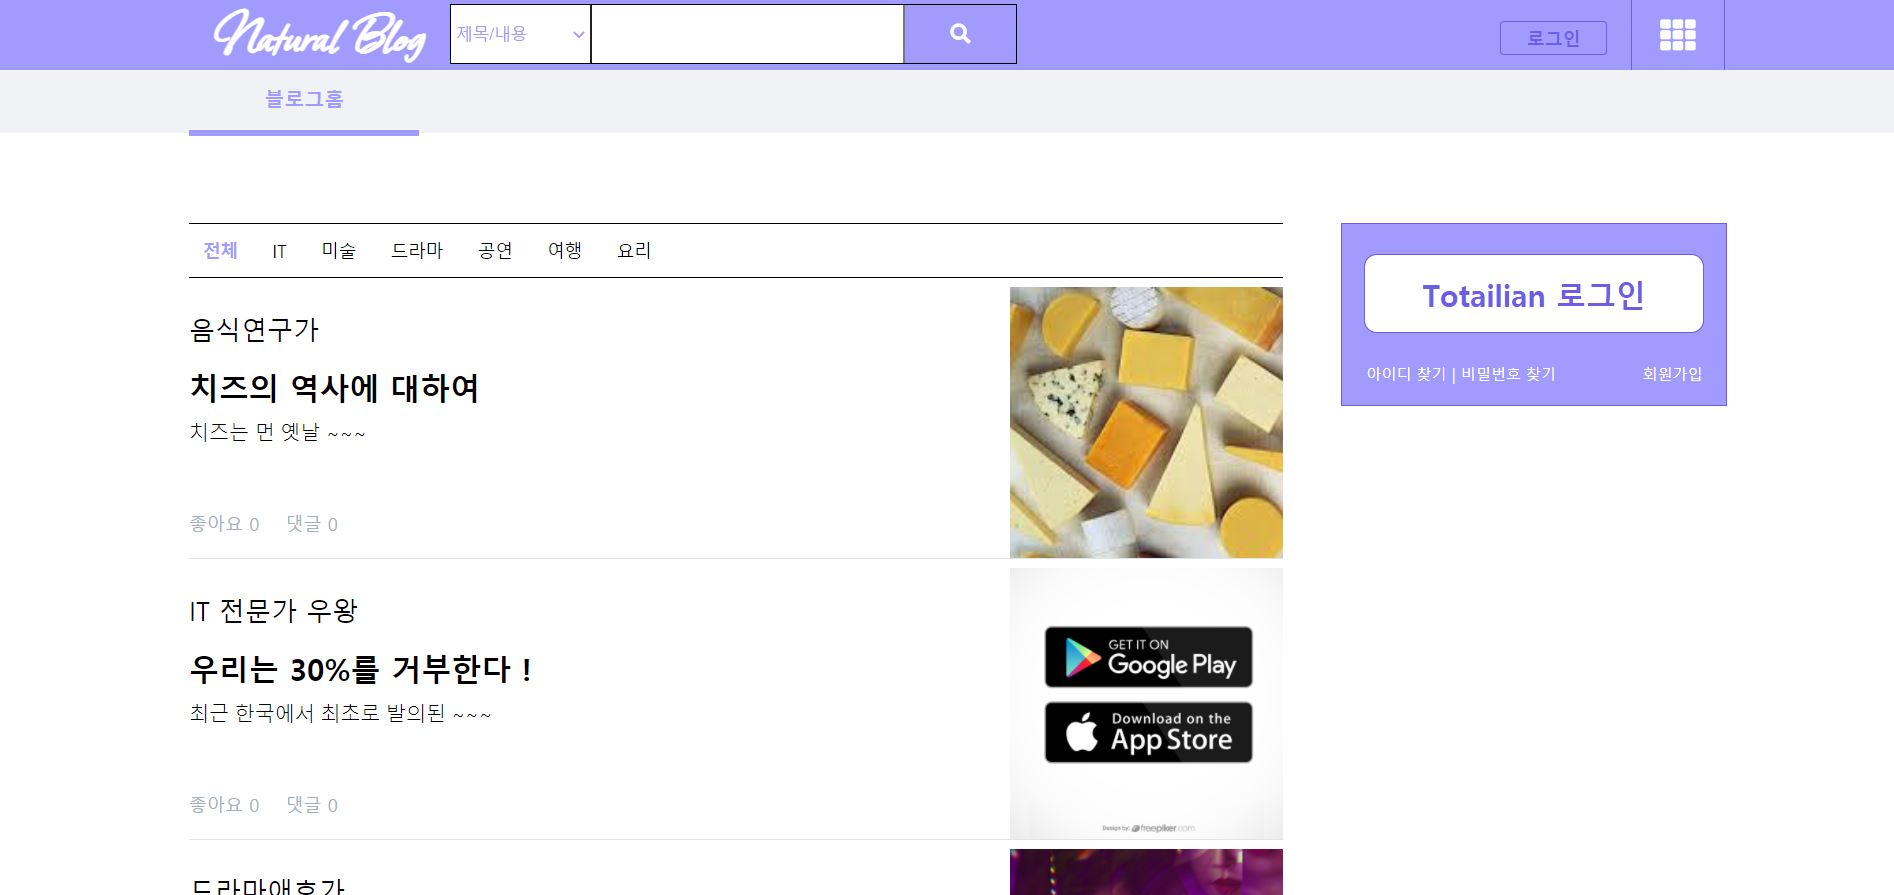 Natural Blog
제목/내용
로그인
블로그홈
전체 IT 미술 드라마 공연 여행 요리
Totailian 로그인
아이디 찾기 | 비밀번호 찾기 회원가입
음식연구가
치즈의 역사에 대하여
치즈는 먼 옛날 ~~~
좋아요 0 댓글 0
IT 전문가 우왕
우리는 30%를 거부한다 !
최근 한국에서 최초로 발의된 ~~~
좋아요 0 댓글 0
GET IT ON
Google Play
Download on the
App Store
Design by: freepiker.com
드라마애호가